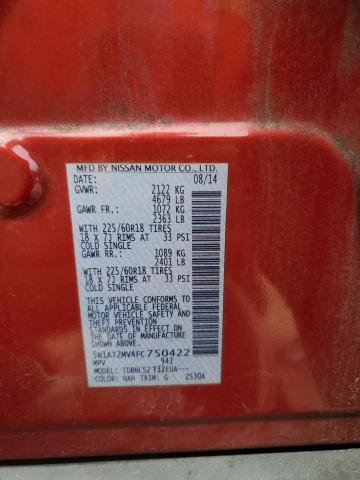 MFD BY NISSAN MOTOR CO., LTD.
DATE: 08/14
GVWR: 2122 KG
4679 LB
GAWR FR.: 1072 KG
2363 LB
WITH 225/60R18 TIRES
18 X 7J RIMS AT 33 PSI
COLD SINGLE
GAWR RR.: 1089 KG
2401 LB
WITH 225/60R18 TIRES
18 X 7J RIMS AT 33 PSI
COLD SINGLE
THIS VEHICLE CONFORMS TO
ALL APPLICABLE FEDERAL
MOTOR VEHICLE SAFETY,
BUMPER, AND THEFT
PREVENTION STANDARDS
IN EFFECT ON THE DATE OF
MANUFACTURE SHOWN ABOVE.
5N1AT2MV4FC750422
MPV 943
MODEL:
COLOR: NAH TRIM: G 2530A